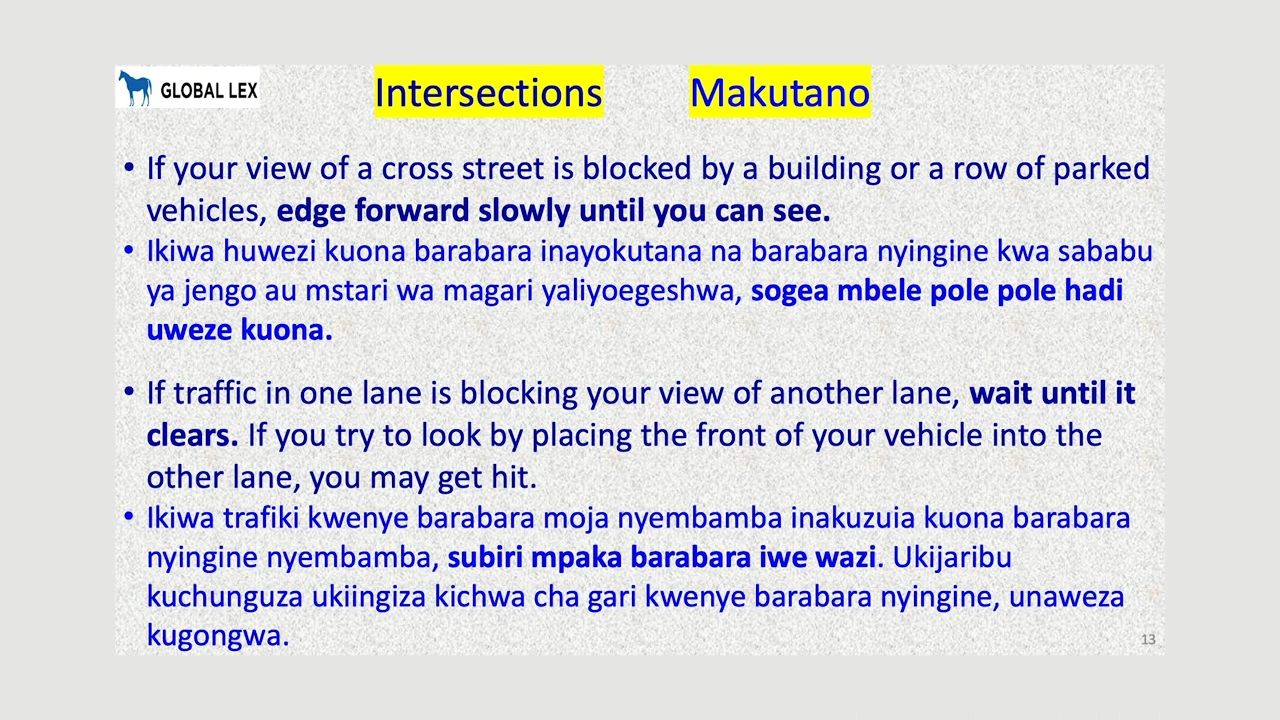 GLOBAL LEX
Intersections Makutano
• If your view of a cross street is blocked by a building or a row of parked
vehicles, edge forward slowly until you can see.
• Ikiwa huwezi kuona barabara inayokutana na barabara nyingine kwa sababu
ya jengo au mstari wa magari yaliyoegeshwa, sogea mbele pole pole hadi
uweze kuona.
• If traffic in one lane is blocking your view of another lane, wait until it
clears. If you try to look by placing the front of your vehicle into the
other lane, you may get hit.
• Ikiwa trafiki kwenye barabara moja nyembamba inakuzuia kuona barabara
nyingine nyembamba, subiri mpaka barabara iwe wazi. Ukijaribu
kuchunguza ukiingiza kichwa cha gari kwenye barabara nyingine, unaweza
kugongwa.
13